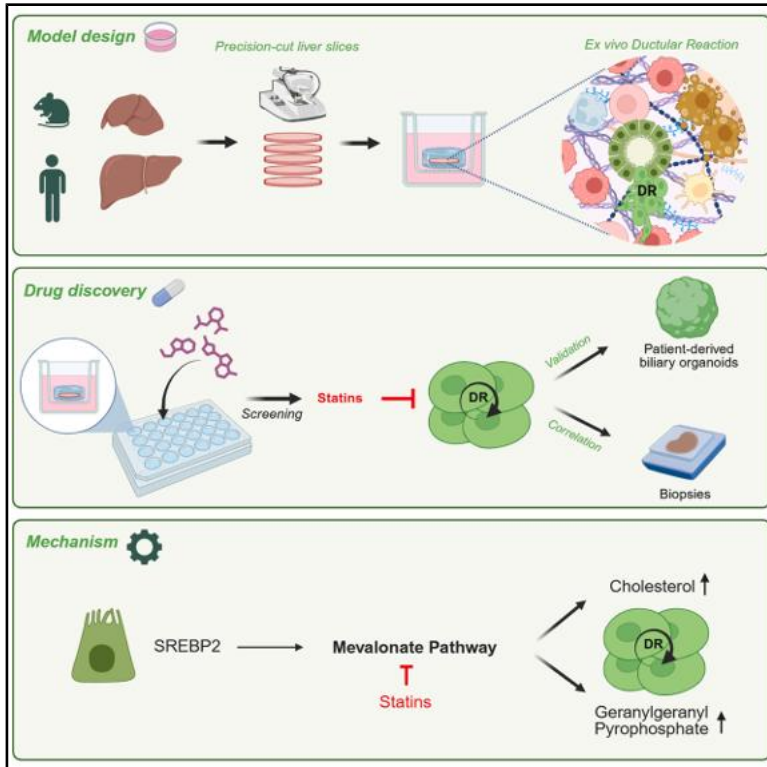 Model design
Precision-cut liver slices
Ex vivo Ductular Reaction
DR
Drug discovery
Screening
Statins
DR
Validation
Patient-derived
biliary organoids
Correlation
Biopsies
Mechanism
SREBP2
Mevalonate Pathway
Statins
Cholesterol ↑
DR
Geranylgeranyl
Pyrophosphate ↑